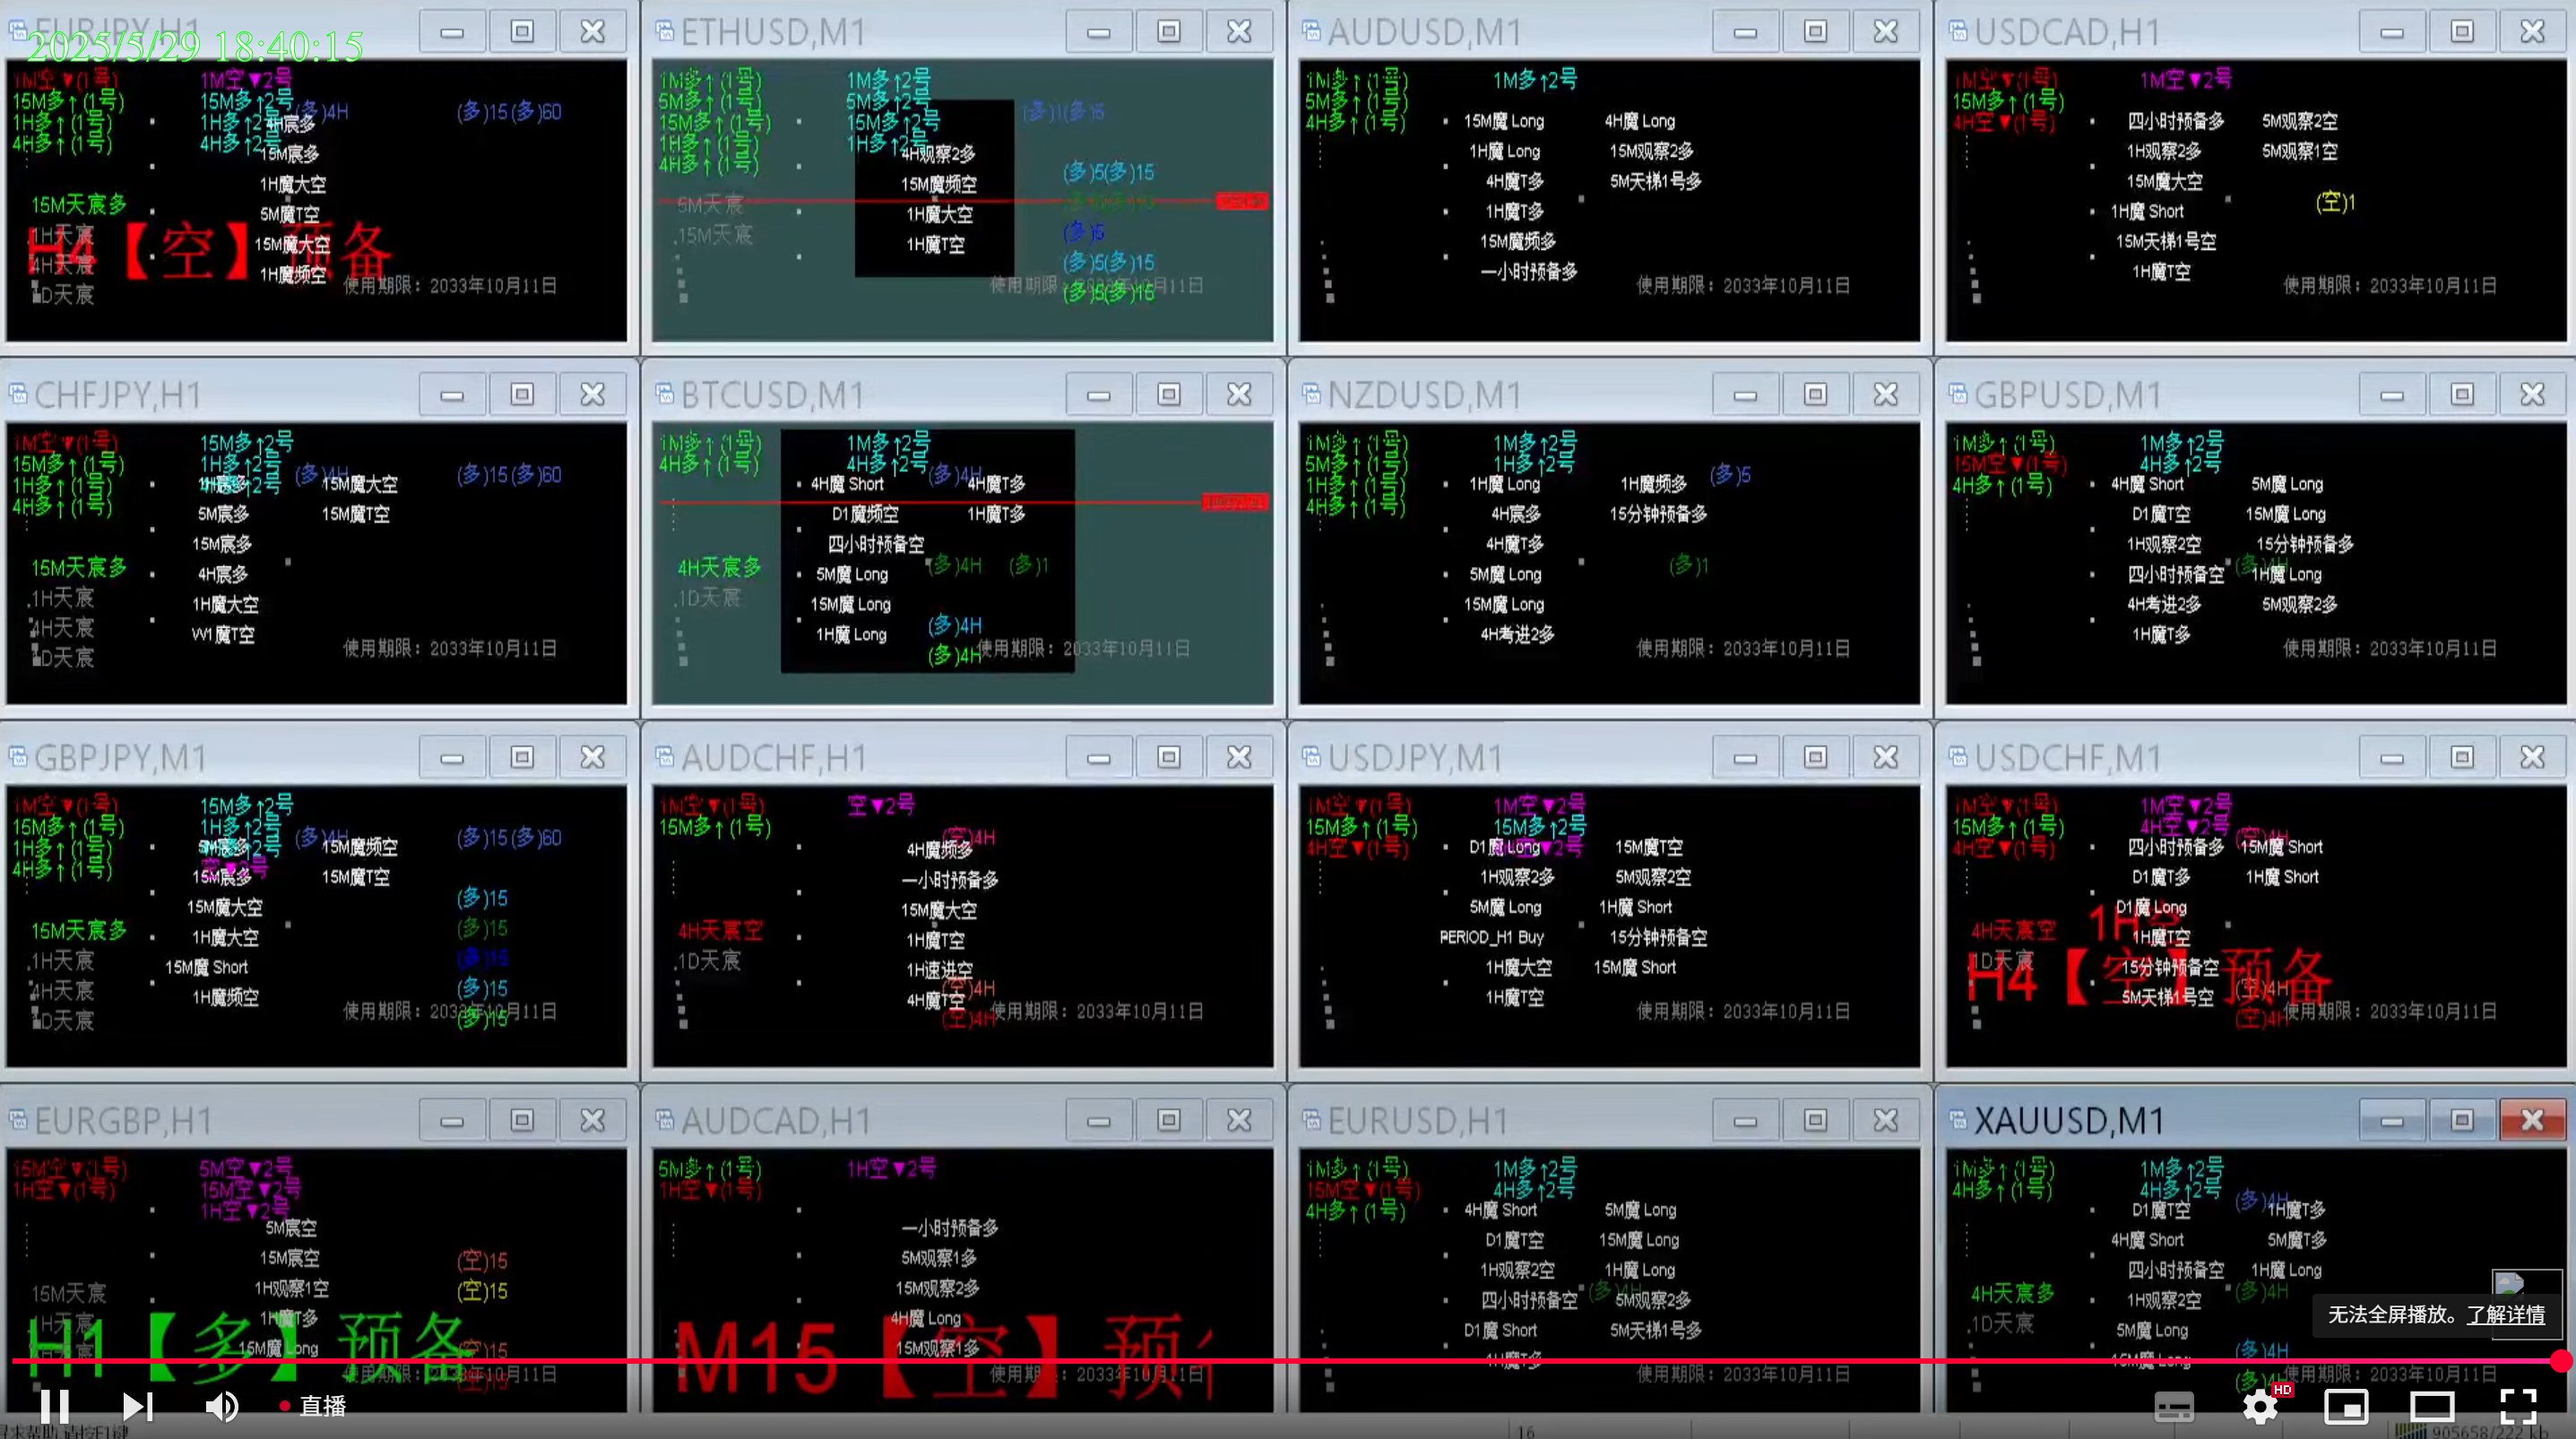 2025/5/29 18:40:15
EURJPY,H1
1M空▼(1号) 1M空▼2号
15M多↑(1号) 15M多↑2号
1H多↑(1号) 1H多↑2号 (多)4H (多)15(多)60
4H多↑(1号) 4H多↑2号
4H宸多
15M宸多
1H魔大空
15M天宸多 5M魔T空
.1H天宸 15M魔大空
H4【空】预备
4H天宸 1H魔频空
1D天宸 使用期限：2033年10月11日
ETHUSD,M1
1M多↑(1号) 1M多↑2号
5M多↑(1号) 5M多↑2号
15M多↑(1号) 15M多↑2号
1H多↑(1号) 1H多↑2号
4H多↑(1号)
4H观察2多
15M魔频空 (多)5(多)15
5M天宸 1H魔大空 (多)5
.15M天宸 1H魔T空 (多)5(多)15
使用期限：2033年10月11日
(多)5(多)15
AUDUSD,M1
1M多↑(1号) 1M多↑2号
5M多↑(1号)
4H多↑(1号)
15M魔 Long 4H魔 Long
1H魔 Long 15M观察2多
4H魔T多 5M天梯1号多
1H魔T多
15M魔频多
一小时预备多
使用期限：2033年10月11日
USDCAD,H1
1M空▼(1号) 1M空▼2号
15M多↑(1号)
4H空▼(1号)
四小时预备多 5M观察2空
1H观察2多 5M观察1空
15M魔大空
1H魔 Short (空)1
15M天梯1号空
1H魔T空
使用期限：2033年10月11日
CHFJPY,H1
1M空▼(1号) 15M多↑2号
15M多↑(1号) 1H多↑2号 (多)4H (多)15(多)60
1H多↑(1号) 15M魔大空
4H多↑(1号)
5M宸多 15M魔T空
15M宸多
15M天宸多 4H宸多
.1H天宸 1H魔大空
4H天宸 W1魔T空
1D天宸 使用期限：2033年10月11日
BTCUSD,M1
1M多↑(1号) 1M多↑2号
4H多↑(1号) 4H多↑2号 (多)4H
4H魔 Short 4H魔T多
D1魔频空 1H魔T多
四小时预备空
4H天宸多 5M魔 Long (多)4H (多)1
.1D天宸 15M魔 Long
1H魔 Long (多)4H
(多)4H 使用期限：2033年10月11日
NZDUSD,M1
1M多↑(1号) 1M多↑2号
5M多↑(1号) 1H多↑2号
1H多↑(1号)
4H多↑(1号)
1H魔 Long 1H魔频多 (多)5
4H宸多 15分钟预备多
4H魔T多
5M魔 Long (多)1
15M魔 Long
4H考进2多
使用期限：2033年10月11日
GBPUSD,M1
1M多↑(1号) 1M多↑2号
15M空▼(1号) 4H多↑2号
4H多↑(1号)
4H魔 Short 5M魔 Long
D1魔T空 15M魔 Long
1H观察2空 15分钟预备多
四小时预备空 (多)4H 1H魔 Long
4H考进2多 5M观察2多
1H魔T多
使用期限：2033年10月11日
GBPJPY,M1
1M空▼(1号) 15M多↑2号
15M多↑(1号) 1H多↑2号 (多)4H (多)15(多)60
1H多↑(1号) 15M魔频空
4H多↑(1号) 空▼2号
15M宸多 15M魔T空
15M魔大空 (多)15
15M天宸多 1H魔大空 (多)15
.1H天宸 15M魔 Short (多)15
4H天宸 1H魔频空 (多)15
1D天宸 (多)15 使用期限：2033年10月11日
AUDCHF,H1
1M空▼(1号) 空▼2号
15M多↑(1号) (空)4H
4H魔频多
一小时预备多
15M魔大空
4H天宸空 1H魔T空
.1D天宸 1H速进空
4H魔T空 (空)4H
(空)4H 使用期限：2033年10月11日
USDJPY,M1
1M空▼(1号) 1M空▼2号
15M多↑(1号) 15M多↑2号
4H空▼(1号) 空▼2号
D1魔 Long 15M魔T空
1H观察2多 5M观察2空
5M魔 Long 1H魔 Short
PERIOD_H1 Buy 15分钟预备空
1H魔大空 15M魔 Short
1H魔T空
使用期限：2033年10月11日
USDCHF,M1
1M空▼(1号) 1M空▼2号
15M多↑(1号) 4H空▼2号 (空)4H
4H空▼(1号)
四小时预备多 15M魔 Short
D1魔T多 1H魔 Short
D1魔 Long
4H天宸空 1H空 1H魔T空
.1D天宸 15分钟预备空
H4【空】预备
5M天梯1号空 (空)4H
(空)4H 使用期限：2033年10月11日
EURGBP,H1
15M空▼(1号) 5M空▼2号
1H空▼(1号) 15M空▼2号
1H空▼2号
5M宸空
15M宸空 (空)15
15M天宸 1H观察1空 (空)15
.1H天宸 1H魔T多
H1【多】预备
15M魔 Long (空)15
使用期限：2033年10月11日
AUDCAD,H1
5M多↑(1号) 1H空▼2号
1H空▼(1号)
一小时预备多
5M观察1多
15M观察2多
4H魔 Long
15M观察1多
M15【空】预
使用期限：2033年10月11日
EURUSD,H1
1M多↑(1号) 1M多↑2号
15M空▼(1号) 4H多↑2号
4H多↑(1号)
4H魔 Short 5M魔 Long
D1魔T空 15M魔 Long
1H观察2空 1H魔 Long
四小时预备空 (多)4H 5M观察2多
D1魔 Short 5M天梯1号多
1H魔T多
使用期限：2033年10月11日
XAUUSD,M1
1M多↑(1号) 1M多↑2号
4H多↑(1号) 4H多↑2号 (多)4H
D1魔T空 1H魔T多
4H魔 Short 5M魔T多
四小时预备空 1H魔 Long
4H天宸多 1H观察2空 (多)4H
.1D天宸 5M魔 Long
15M魔 Long (多)4H
使用期限：2033年10月11日
无法全屏播放。了解详情
直播
HD
16
905658/222 kb